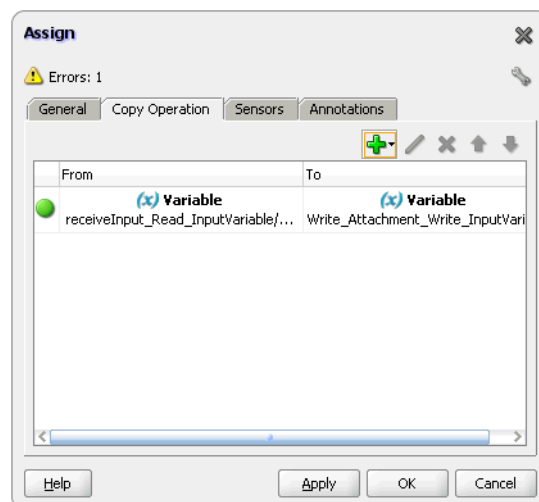 Assign
Errors: 1
General Copy Operation Sensors Annotations
From To
(x) Variable (x) Variable
receiveInput_Read_InputVariable/... Write_Attachment_Write_InputVari
Help Apply OK Cancel